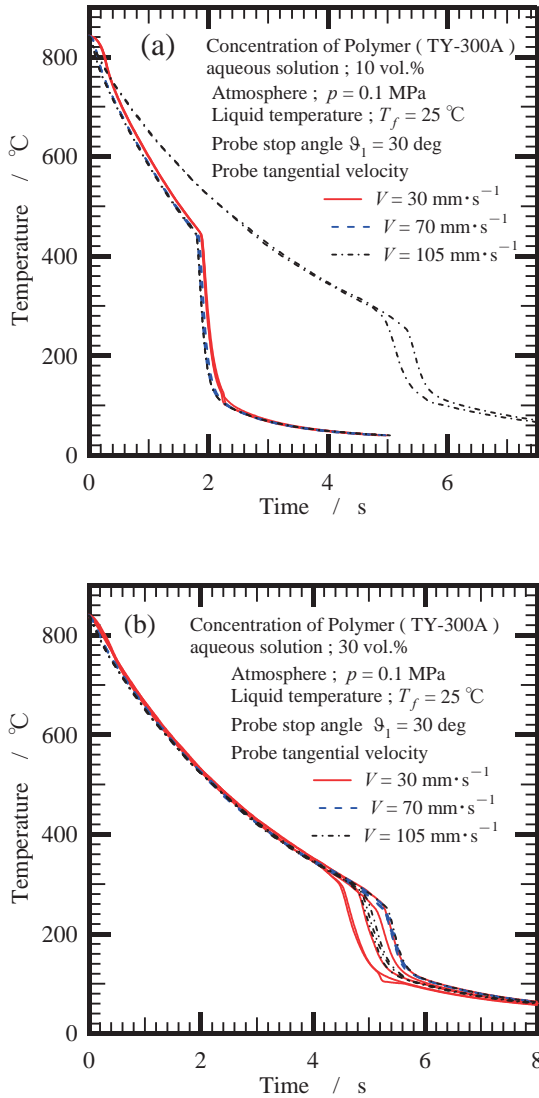 (a)
Concentration of Polymer ( TY-300A )
aqueous solution ; 10 vol.%
Atmosphere ; p = 0.1 MPa
Liquid temperature ; T_f = 25 ℃
Probe stop angle ϑ₁ = 30 deg
Probe tangential velocity
V = 30 mm·s⁻¹
V = 70 mm·s⁻¹
V = 105 mm·s⁻¹
Temperature / ℃
800
600
400
200
0
0 2 4 6
Time / s
(b)
Concentration of Polymer ( TY-300A )
aqueous solution ; 30 vol.%
Atmosphere ; p = 0.1 MPa
Liquid temperature ; T_f = 25 ℃
Probe stop angle ϑ₁ = 30 deg
Probe tangential velocity
V = 30 mm·s⁻¹
V = 70 mm·s⁻¹
V = 105 mm·s⁻¹
Temperature / ℃
800
600
400
200
0
0 2 4 6 8
Time / s